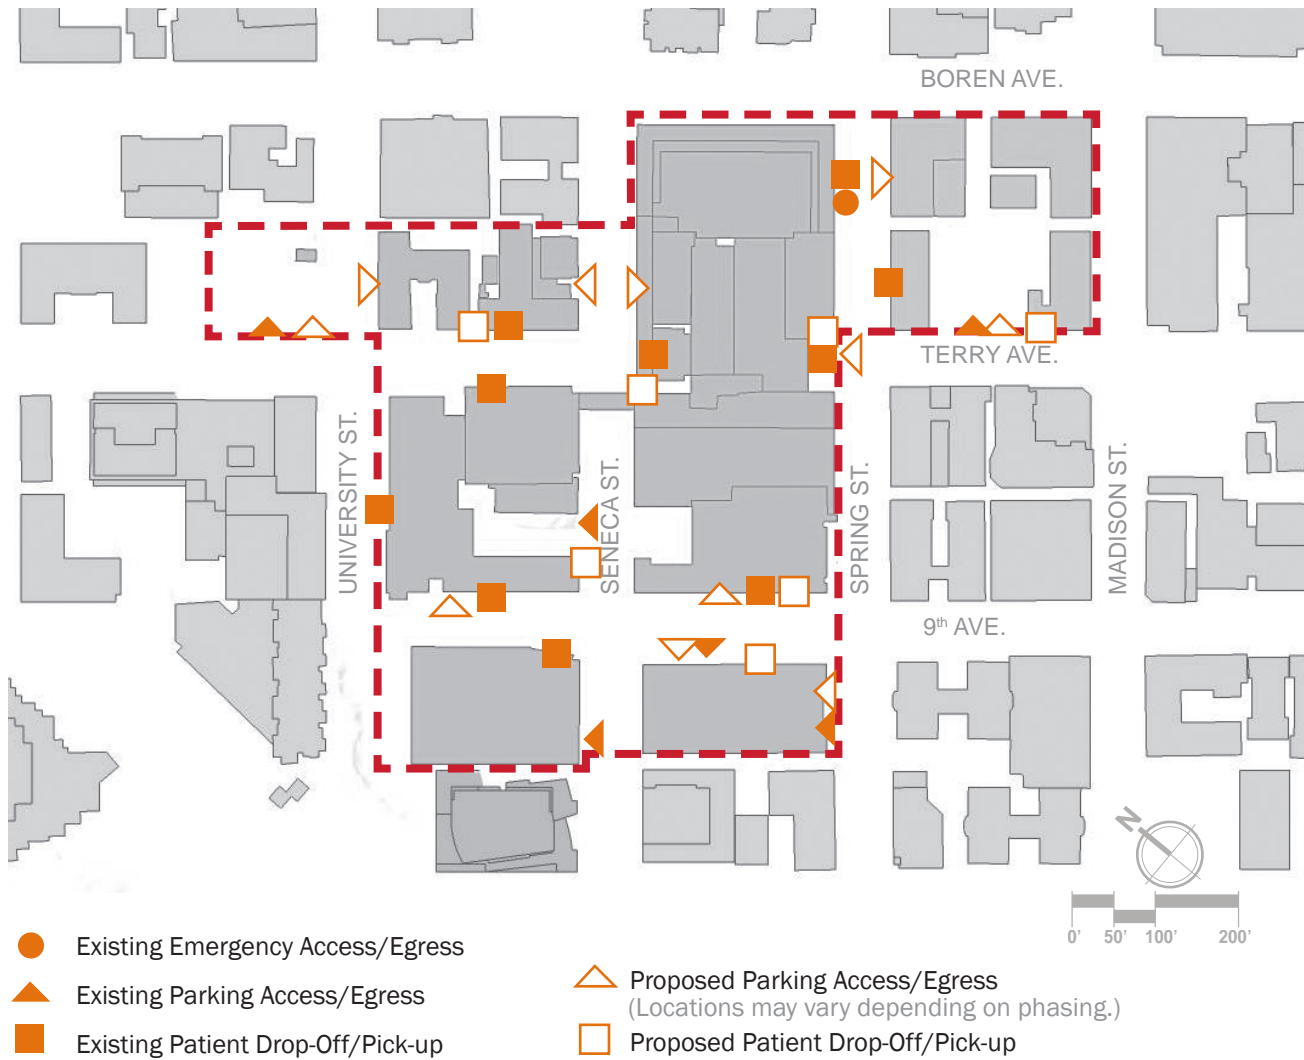 BOREN AVE.
TERRY AVE.
UNIVERSITY ST.
SENECA ST.
SPRING ST.
MADISON ST.
9th AVE.
N
0' 50' 100' 200'
Existing Emergency Access/Egress
Existing Parking Access/Egress
Existing Patient Drop-Off/Pick-up
Proposed Parking Access/Egress
(Locations may vary depending on phasing.)
Proposed Patient Drop-Off/Pick-up